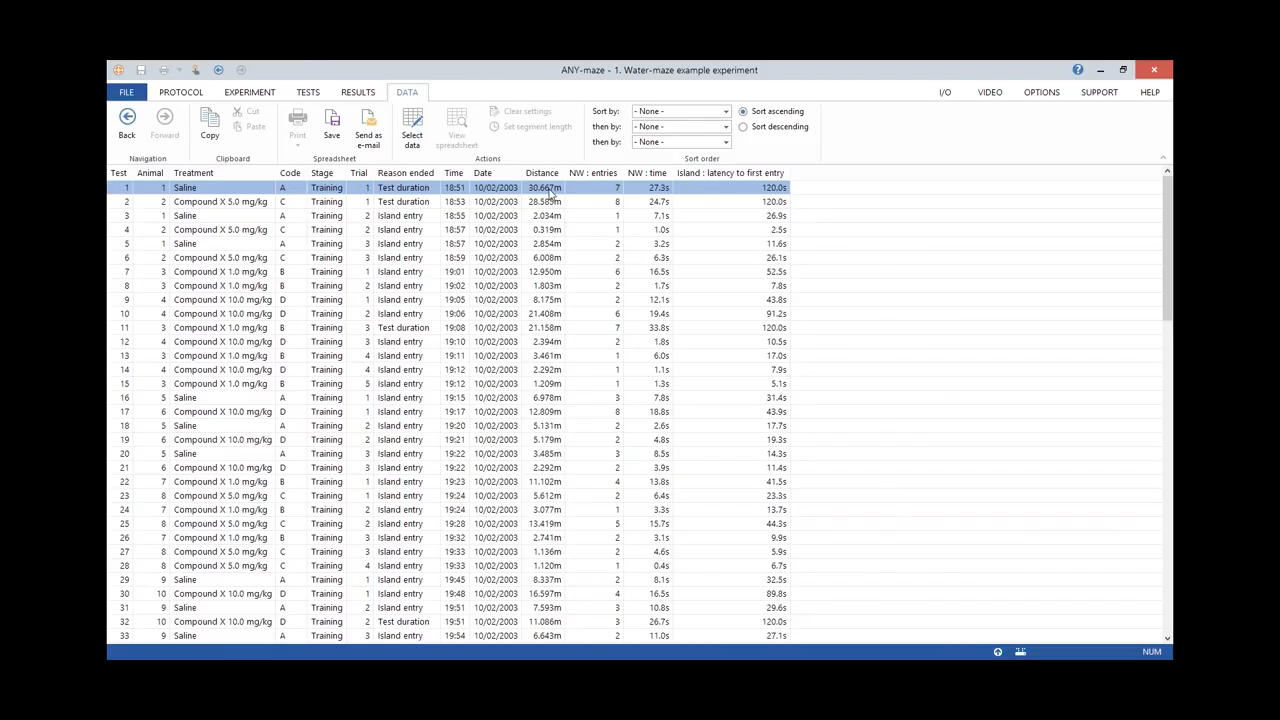 ANY-maze - 1. Water-maze example experiment
FILE PROTOCOL EXPERIMENT TESTS RESULTS DATA I/O VIDEO OPTIONS SUPPORT HELP
Back Forward Copy Cut Paste Print Save Send as e-mail Select data View spreadsheet Clear settings Set segment length
Sort by: - None - Sort ascending
then by: - None - Sort descending
then by: - None -
Navigation Clipboard Spreadsheet Actions Sort order
Test Animal Treatment Code Stage Trial Reason ended Time Date Distance NW : entries NW : time Island : latency to first entry
1 1 Saline A Training 1 Test duration 18:51 10/02/2003 30.667m 7 27.3s 120.0s
2 2 Compound X 5.0 mg/kg C Training 1 Test duration 18:53 10/02/2003 28.583m 8 24.7s 120.0s
3 1 Saline A Training 2 Island entry 18:55 10/02/2003 2.034m 1 7.1s 26.9s
4 2 Compound X 5.0 mg/kg C Training 2 Island entry 18:57 10/02/2003 0.319m 1 1.0s 2.5s
5 1 Saline A Training 3 Island entry 18:57 10/02/2003 2.854m 2 3.2s 11.6s
6 2 Compound X 5.0 mg/kg C Training 3 Island entry 18:59 10/02/2003 6.008m 2 6.3s 26.1s
7 3 Compound X 1.0 mg/kg B Training 1 Island entry 19:01 10/02/2003 12.950m 6 16.5s 52.5s
8 3 Compound X 1.0 mg/kg B Training 2 Island entry 19:02 10/02/2003 1.803m 2 1.7s 7.8s
9 4 Compound X 10.0 mg/kg D Training 1 Island entry 19:05 10/02/2003 8.175m 2 12.1s 43.8s
10 4 Compound X 10.0 mg/kg D Training 2 Island entry 19:06 10/02/2003 21.408m 6 19.4s 91.2s
11 3 Compound X 1.0 mg/kg B Training 3 Test duration 19:08 10/02/2003 21.158m 7 33.8s 120.0s
12 4 Compound X 10.0 mg/kg D Training 3 Island entry 19:10 10/02/2003 2.394m 2 1.8s 10.5s
13 3 Compound X 1.0 mg/kg B Training 4 Island entry 19:11 10/02/2003 3.461m 1 6.0s 17.0s
14 4 Compound X 10.0 mg/kg D Training 4 Island entry 19:12 10/02/2003 2.292m 1 1.1s 7.9s
15 3 Compound X 1.0 mg/kg B Training 5 Island entry 19:12 10/02/2003 1.209m 1 1.3s 5.1s
16 5 Saline A Training 1 Island entry 19:15 10/02/2003 6.978m 3 7.8s 31.4s
17 6 Compound X 10.0 mg/kg D Training 1 Island entry 19:17 10/02/2003 12.809m 8 18.8s 43.9s
18 5 Saline A Training 2 Island entry 19:20 10/02/2003 5.131m 2 2.6s 17.7s
19 6 Compound X 10.0 mg/kg D Training 2 Island entry 19:21 10/02/2003 5.179m 2 4.8s 19.3s
20 5 Saline A Training 3 Island entry 19:22 10/02/2003 3.485m 3 8.5s 14.3s
21 6 Compound X 10.0 mg/kg D Training 3 Island entry 19:22 10/02/2003 2.292m 2 3.9s 11.4s
22 7 Compound X 1.0 mg/kg B Training 1 Island entry 19:23 10/02/2003 11.102m 4 13.8s 41.5s
23 8 Compound X 5.0 mg/kg C Training 1 Island entry 19:24 10/02/2003 5.612m 2 6.4s 23.3s
24 7 Compound X 1.0 mg/kg B Training 2 Island entry 19:24 10/02/2003 3.077m 1 3.3s 13.7s
25 8 Compound X 5.0 mg/kg C Training 2 Island entry 19:28 10/02/2003 13.419m 5 15.7s 44.3s
26 7 Compound X 1.0 mg/kg B Training 3 Island entry 19:32 10/02/2003 2.741m 2 3.1s 9.9s
27 8 Compound X 5.0 mg/kg C Training 3 Island entry 19:33 10/02/2003 1.136m 2 4.6s 5.9s
28 8 Compound X 5.0 mg/kg C Training 4 Island entry 19:33 10/02/2003 1.120m 1 0.4s 6.7s
29 9 Saline A Training 1 Island entry 19:45 10/02/2003 8.337m 2 8.1s 32.5s
30 10 Compound X 10.0 mg/kg D Training 1 Island entry 19:48 10/02/2003 16.597m 4 16.5s 89.8s
31 9 Saline A Training 2 Island entry 19:51 10/02/2003 7.593m 3 10.8s 29.6s
32 10 Compound X 10.0 mg/kg D Training 2 Test duration 19:51 10/02/2003 11.086m 3 26.7s 120.0s
33 9 Saline A Training 3 Island entry 19:54 10/02/2003 6.643m 2 11.0s 27.1s
NUM